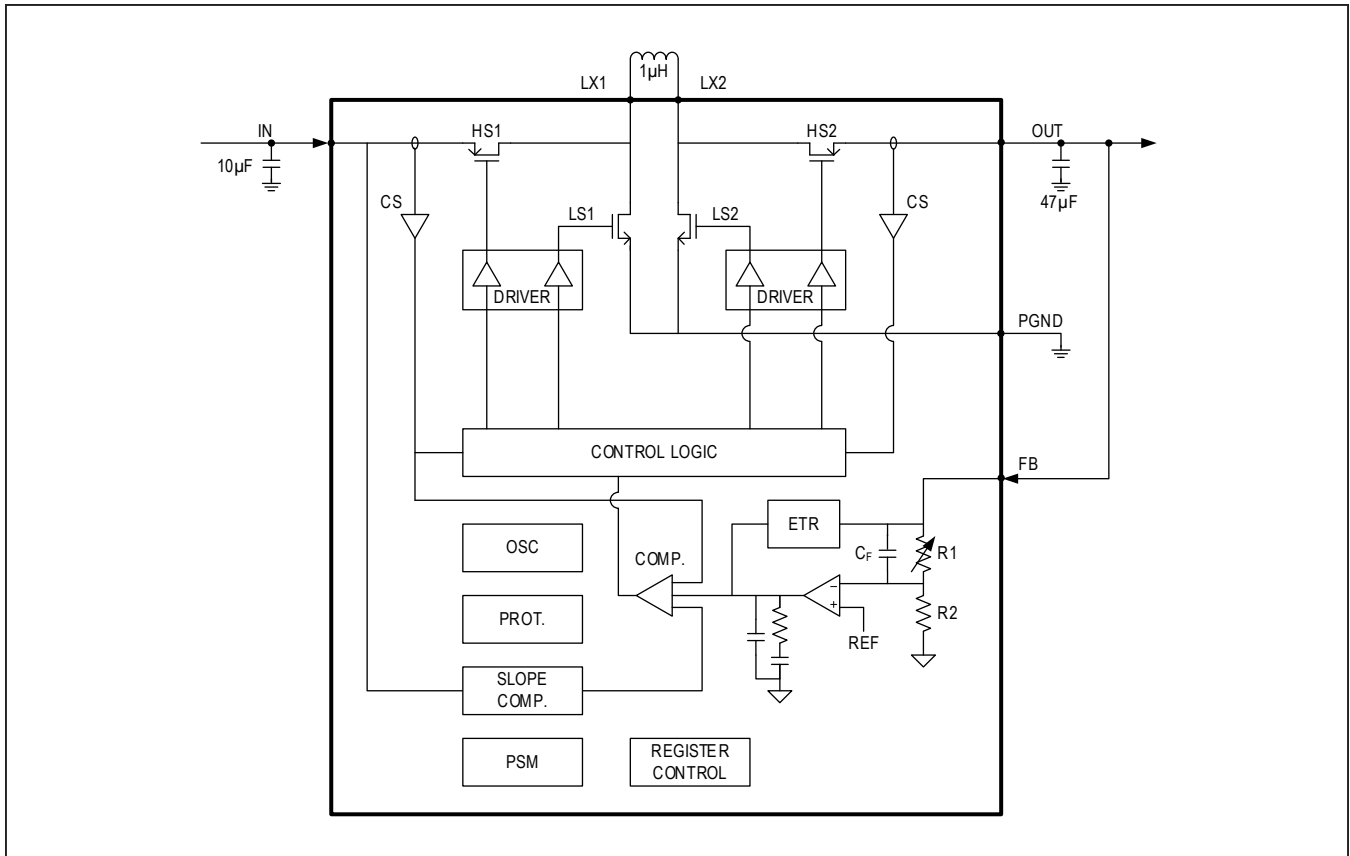 1µH
LX1
LX2
IN
HS1
HS2
OUT
10µF
47µF
CS
LS1
LS2
CS
DRIVER
DRIVER
PGND
CONTROL LOGIC
FB
ETR
OSC
COMP.
CF
R1
PROT.
−
+
REF
R2
SLOPE
COMP.
PSM
REGISTER
CONTROL